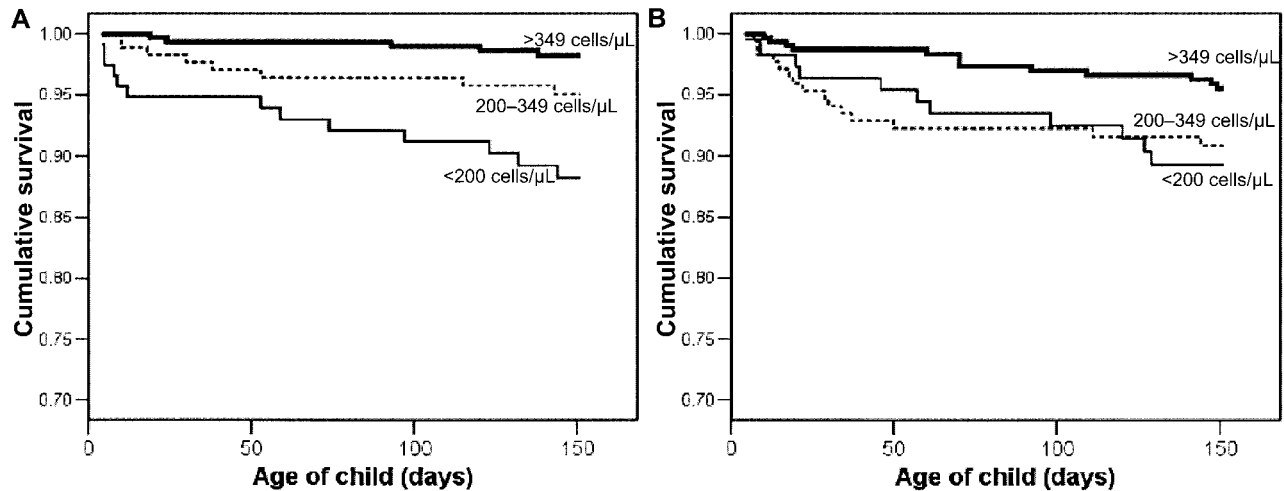 A
1.00
0.95
0.90
0.85
0.80
0.75
0.70
Cumulative survival
>349 cells/µL
200–349 cells/µL
<200 cells/µL
0
50
100
150
Age of child (days)
B
1.00
0.95
0.90
0.85
0.80
0.75
0.70
Cumulative survival
>349 cells/µL
200–349 cells/µL
<200 cells/µL
0
50
100
150
Age of child (days)